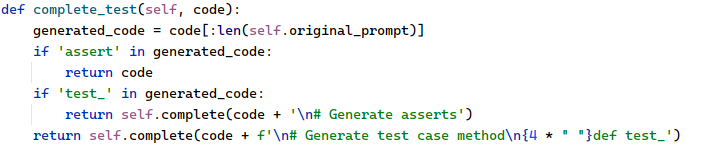 def complete_test(self, code):
    generated_code = code[:len(self.original_prompt)]
    if 'assert' in generated_code:
        return code
    if 'test_' in generated_code:
        return self.complete(code + '\n# Generate asserts')
    return self.complete(code + f'\n# Generate test case method\n{4 * " "}def test_')